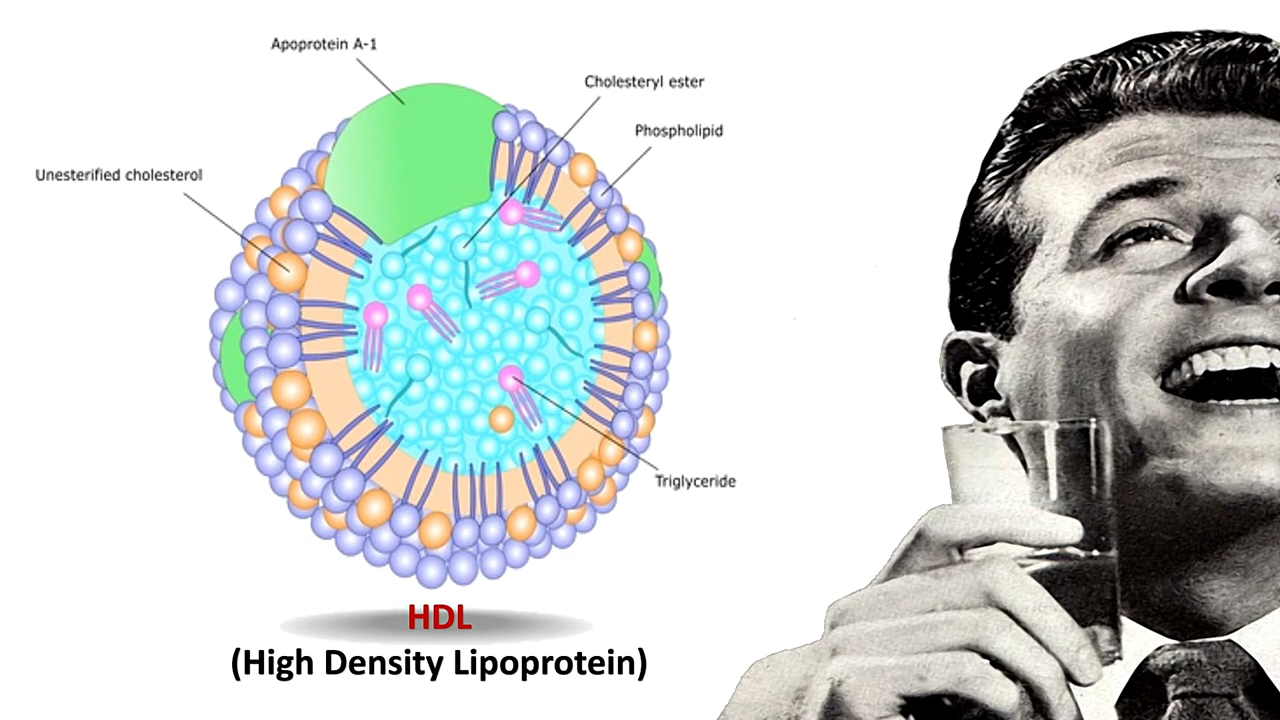 Apoprotein A-1
Cholesteryl ester
Phospholipid
Unesterified cholesterol
Triglyceride
HDL
(High Density Lipoprotein)